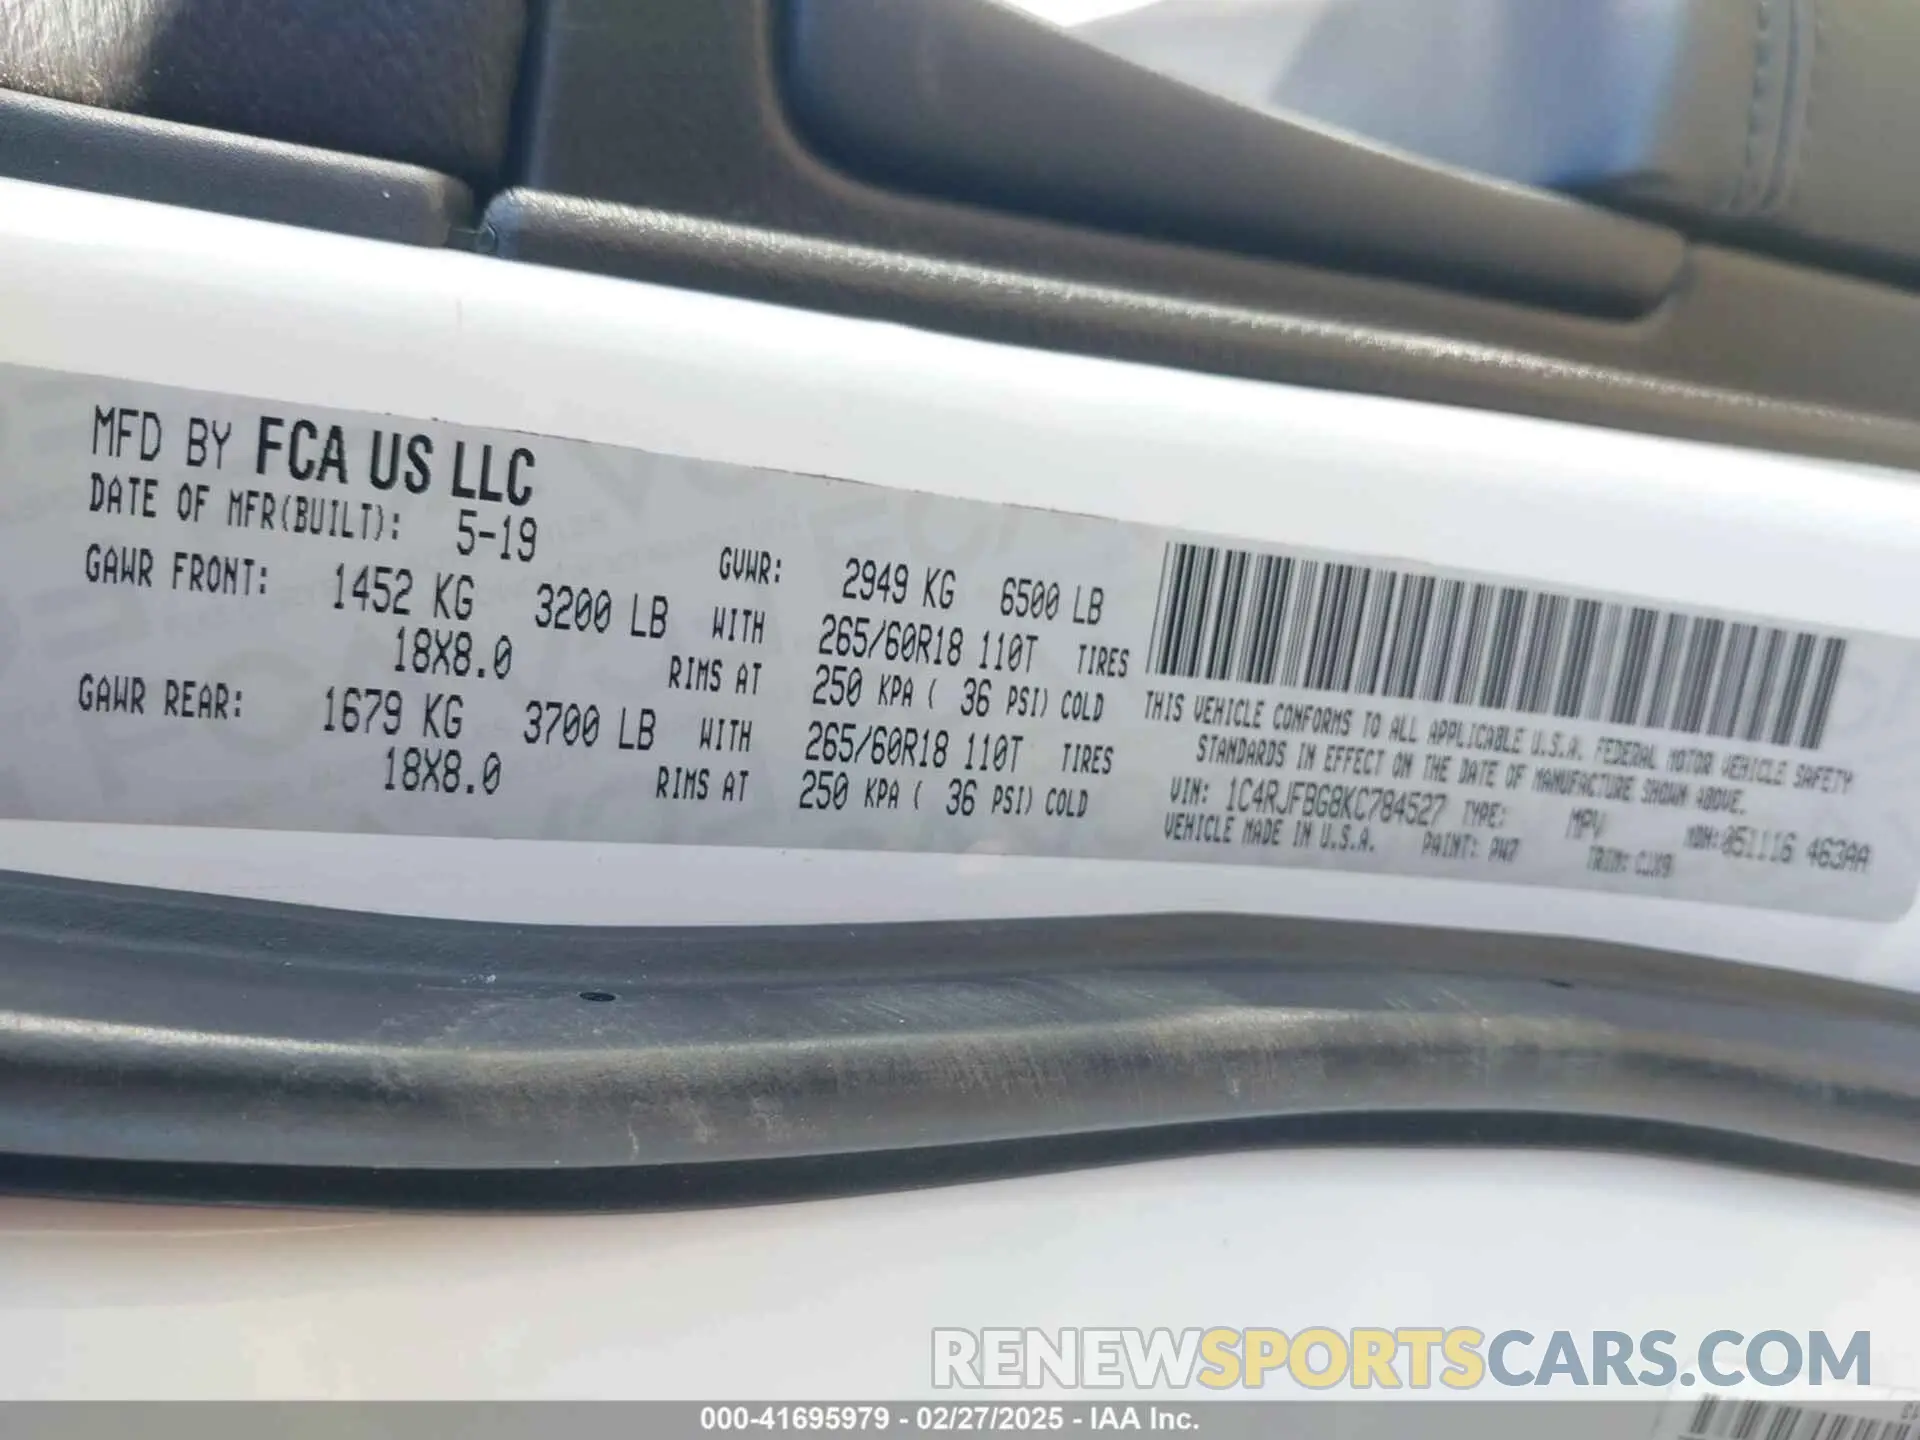 MFD BY FCA US LLC
DATE OF MFR(BUILT): 5-19 GVWR: 2949 KG 6500 LB
GAWR FRONT: 1452 KG 3200 LB WITH 265/60R18 110T TIRES
18X8.0 RIMS AT 250 KPA ( 36 PSI) COLD
GAWR REAR: 1679 KG 3700 LB WITH 265/60R18 110T TIRES
18X8.0 RIMS AT 250 KPA ( 36 PSI) COLD
THIS VEHICLE CONFORMS TO ALL APPLICABLE U.S.A. FEDERAL MOTOR VEHICLE SAFETY
STANDARDS IN EFFECT ON THE DATE OF MANUFACTURE SHOWN ABOVE.
VIN: 1C4RJFBG8KC784527 TYPE: MPV MDH:051116 463AA
VEHICLE MADE IN U.S.A. PAINT: PW7 TRIM: CJX9
RENEWSPORTSCARS.COM
000-41695979 - 02/27/2025 - IAA Inc.